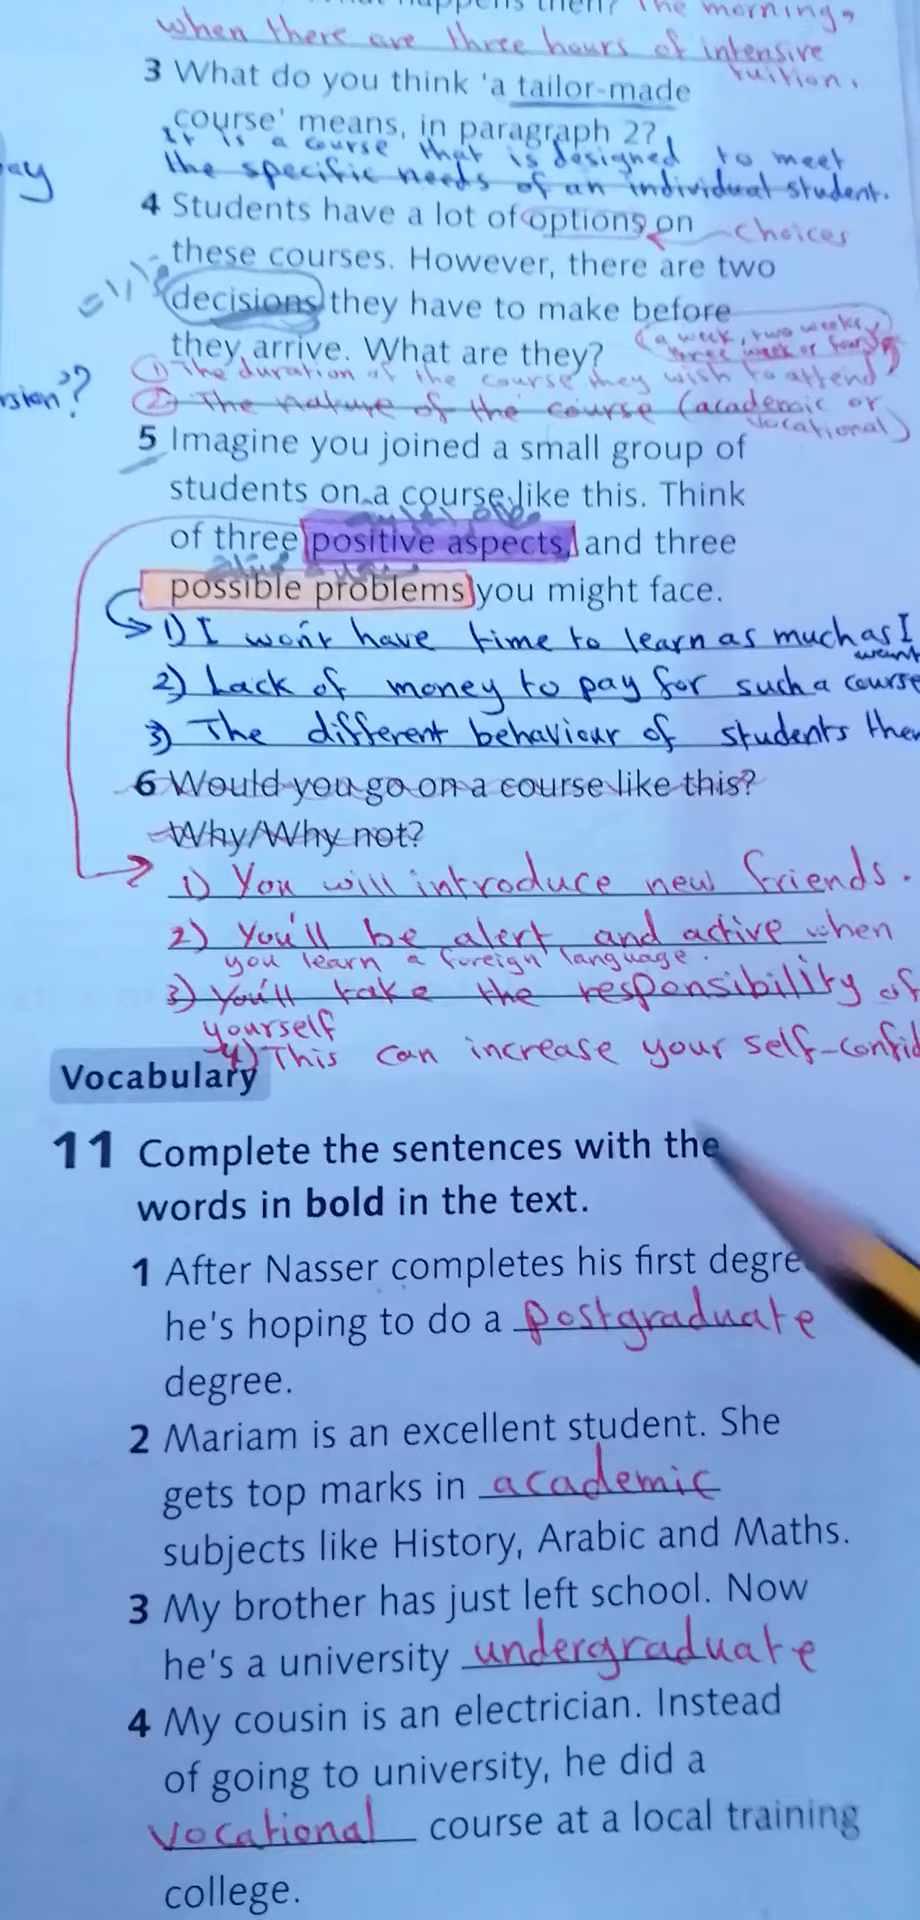 happens then? The morning,
when there are three hours of intensive
tuition.
3 What do you think 'a tailor-made
course' means, in paragraph 2?
It is a course that is designed to meet
the specific needs of an individual student.
4 Students have a lot of options on
choices
these courses. However, there are two
decisions they have to make before
they arrive. What are they?
(a week, two weeks,
three week or four)
1) The duration of the course they wish to attend
2) The nature of the course (academic or
vocational)
5 Imagine you joined a small group of
students on a course like this. Think
of three positive aspects, and three
possible problems you might face.
1) I won't have time to learn as much as I
want
2) Lack of money to pay for such a course
3) The different behaviour of students
6 Would you go on a course like this?
Why/Why not?
1) You will introduce new friends.
2) You'll be alert and active when
you learn a foreign language.
3) You'll take the responsibility of
yourself
4) This can increase your self-confid
Vocabulary
11 Complete the sentences with the
words in bold in the text.
1 After Nasser completes his first degre
he's hoping to do a postgraduate
degree.
2 Mariam is an excellent student. She
gets top marks in academic
subjects like History, Arabic and Maths.
3 My brother has just left school. Now
he's a university undergraduate
4 My cousin is an electrician. Instead
of going to university, he did a
vocational course at a local training
college.